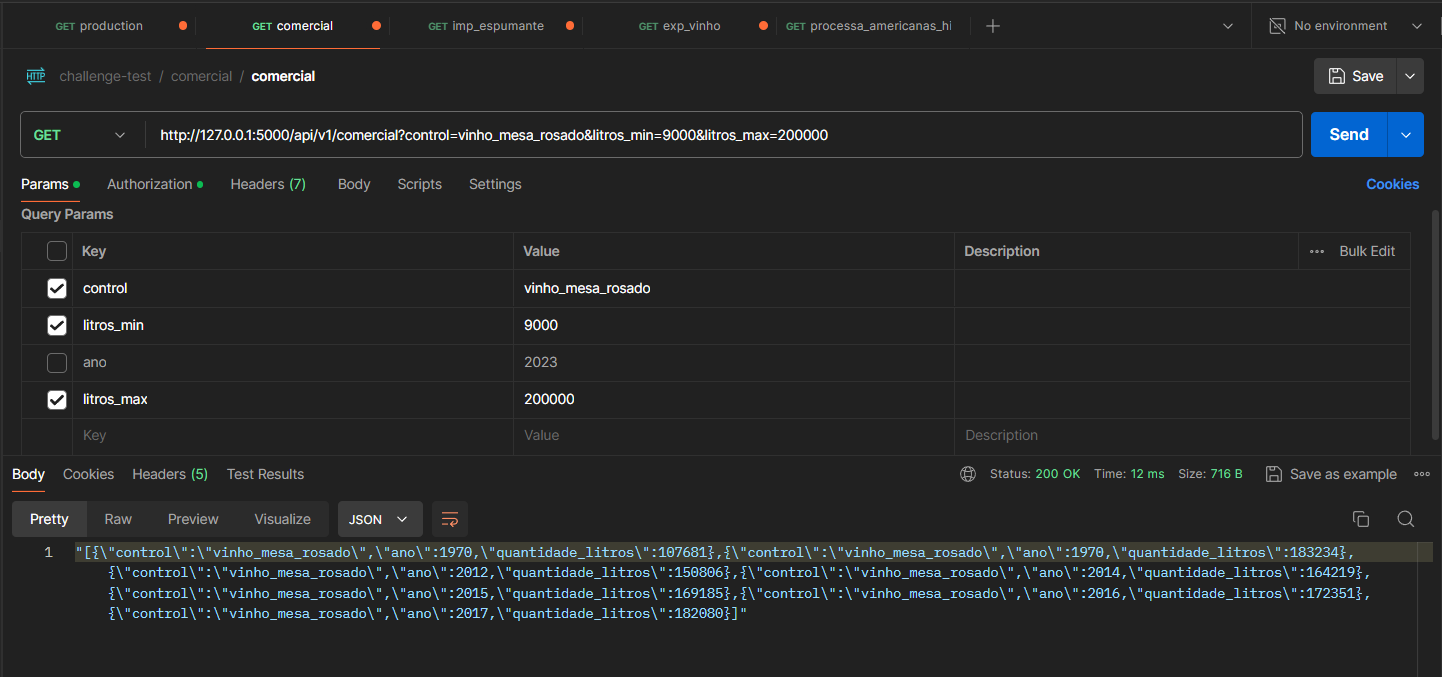 GET production GET comercial GET imp_espumante GET exp_vinho GET processa_americanas_hi No environment
HTTP challenge-test / comercial / comercial Save
GET http://127.0.0.1:5000/api/v1/comercial?control=vinho_mesa_rosado&litros_min=9000&litros_max=200000 Send
Params Authorization Headers (7) Body Scripts Settings Cookies
Query Params
Key Value Description Bulk Edit
control vinho_mesa_rosado
litros_min 9000
ano 2023
litros_max 200000
Key Value Description
Body Cookies Headers (5) Test Results Status: 200 OK Time: 12 ms Size: 716 B Save as example
Pretty Raw Preview Visualize JSON
1 "[{\"control\":\"vinho_mesa_rosado\",\"ano\":1970,\"quantidade_litros\":107681},{\"control\":\"vinho_mesa_rosado\",\"ano\":1970,\"quantidade_litros\":183234},
{\"control\":\"vinho_mesa_rosado\",\"ano\":2012,\"quantidade_litros\":150806},{\"control\":\"vinho_mesa_rosado\",\"ano\":2014,\"quantidade_litros\":164219},
{\"control\":\"vinho_mesa_rosado\",\"ano\":2015,\"quantidade_litros\":169185},{\"control\":\"vinho_mesa_rosado\",\"ano\":2016,\"quantidade_litros\":172351},
{\"control\":\"vinho_mesa_rosado\",\"ano\":2017,\"quantidade_litros\":182080}]"